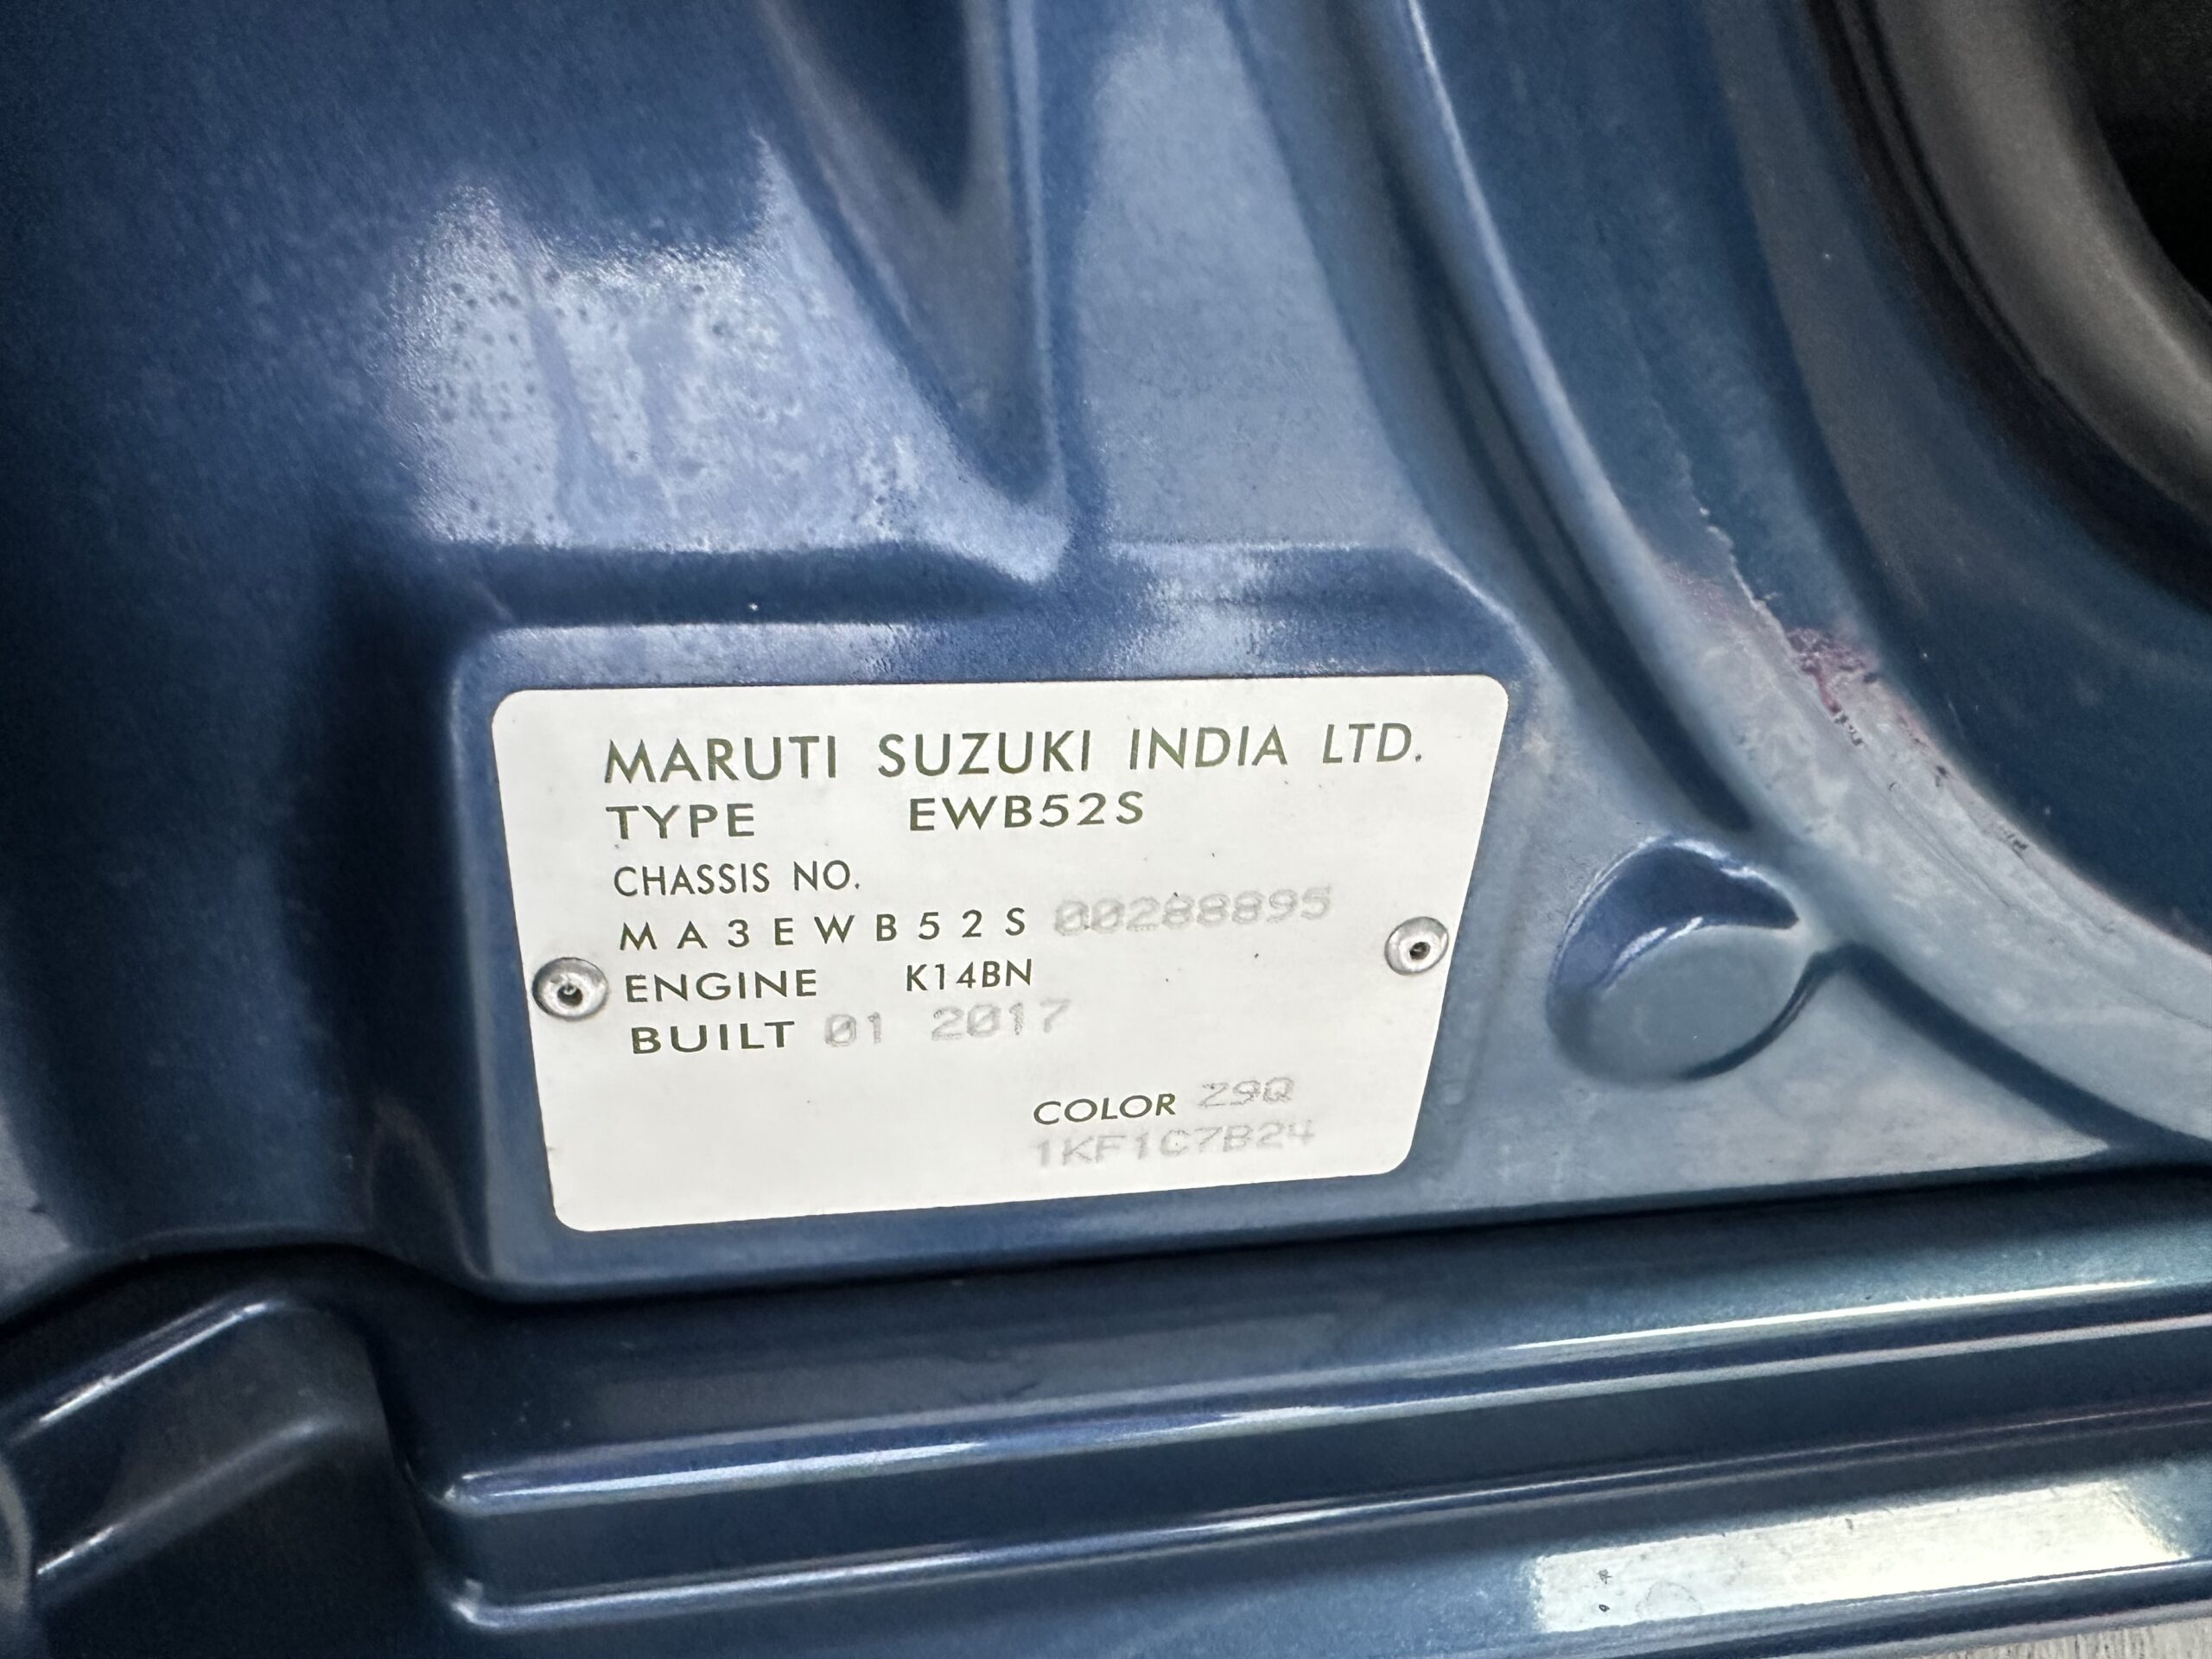 MARUTI SUZUKI INDIA LTD.
TYPE EWB52S
CHASSIS NO.
MA3EWB52S 00288895
ENGINE K14BN
BUILT 01 2017
COLOR Z9Q
1KF1C7B24